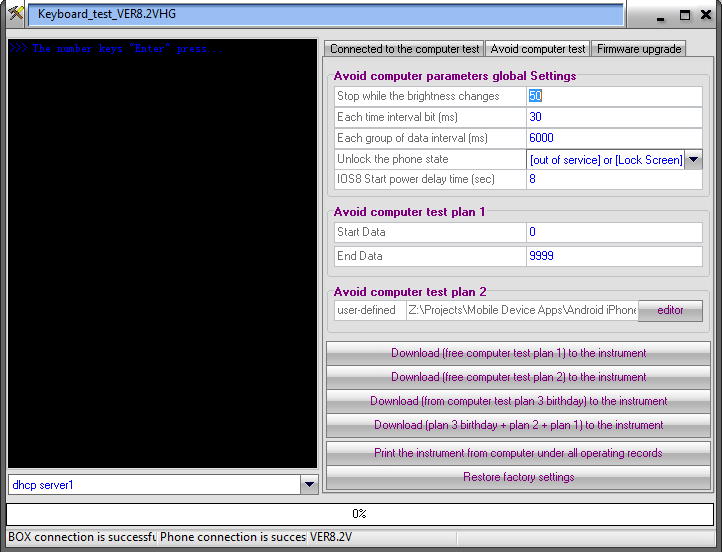 Keyboard_test_VER8.2VHG
>>> The number keys "Enter" press...
Connected to the computer test
Avoid computer test
Firmware upgrade
Avoid computer parameters global Settings
Stop while the brightness changes 50
Each time interval bit (ms) 30
Each group of data interval (ms) 6000
Unlock the phone state [out of service] or [Lock Screen]
IOS8 Start power delay time (sec) 8
Avoid computer test plan 1
Start Data 0
End Data 9999
Avoid computer test plan 2
user-defined Z:\Projects\Mobile Device Apps\Android iPhone editor
Download (free computer test plan 1) to the instrument
Download (free computer test plan 2) to the instrument
Download (from computer test plan 3 birthday) to the instrument
Download (plan 3 birthday + plan 2 + plan 1) to the instrument
Print the instrument from computer under all operating records
Restore factory settings
dhcp server1
0%
BOX connection is successfu Phone connection is succes VER8.2V